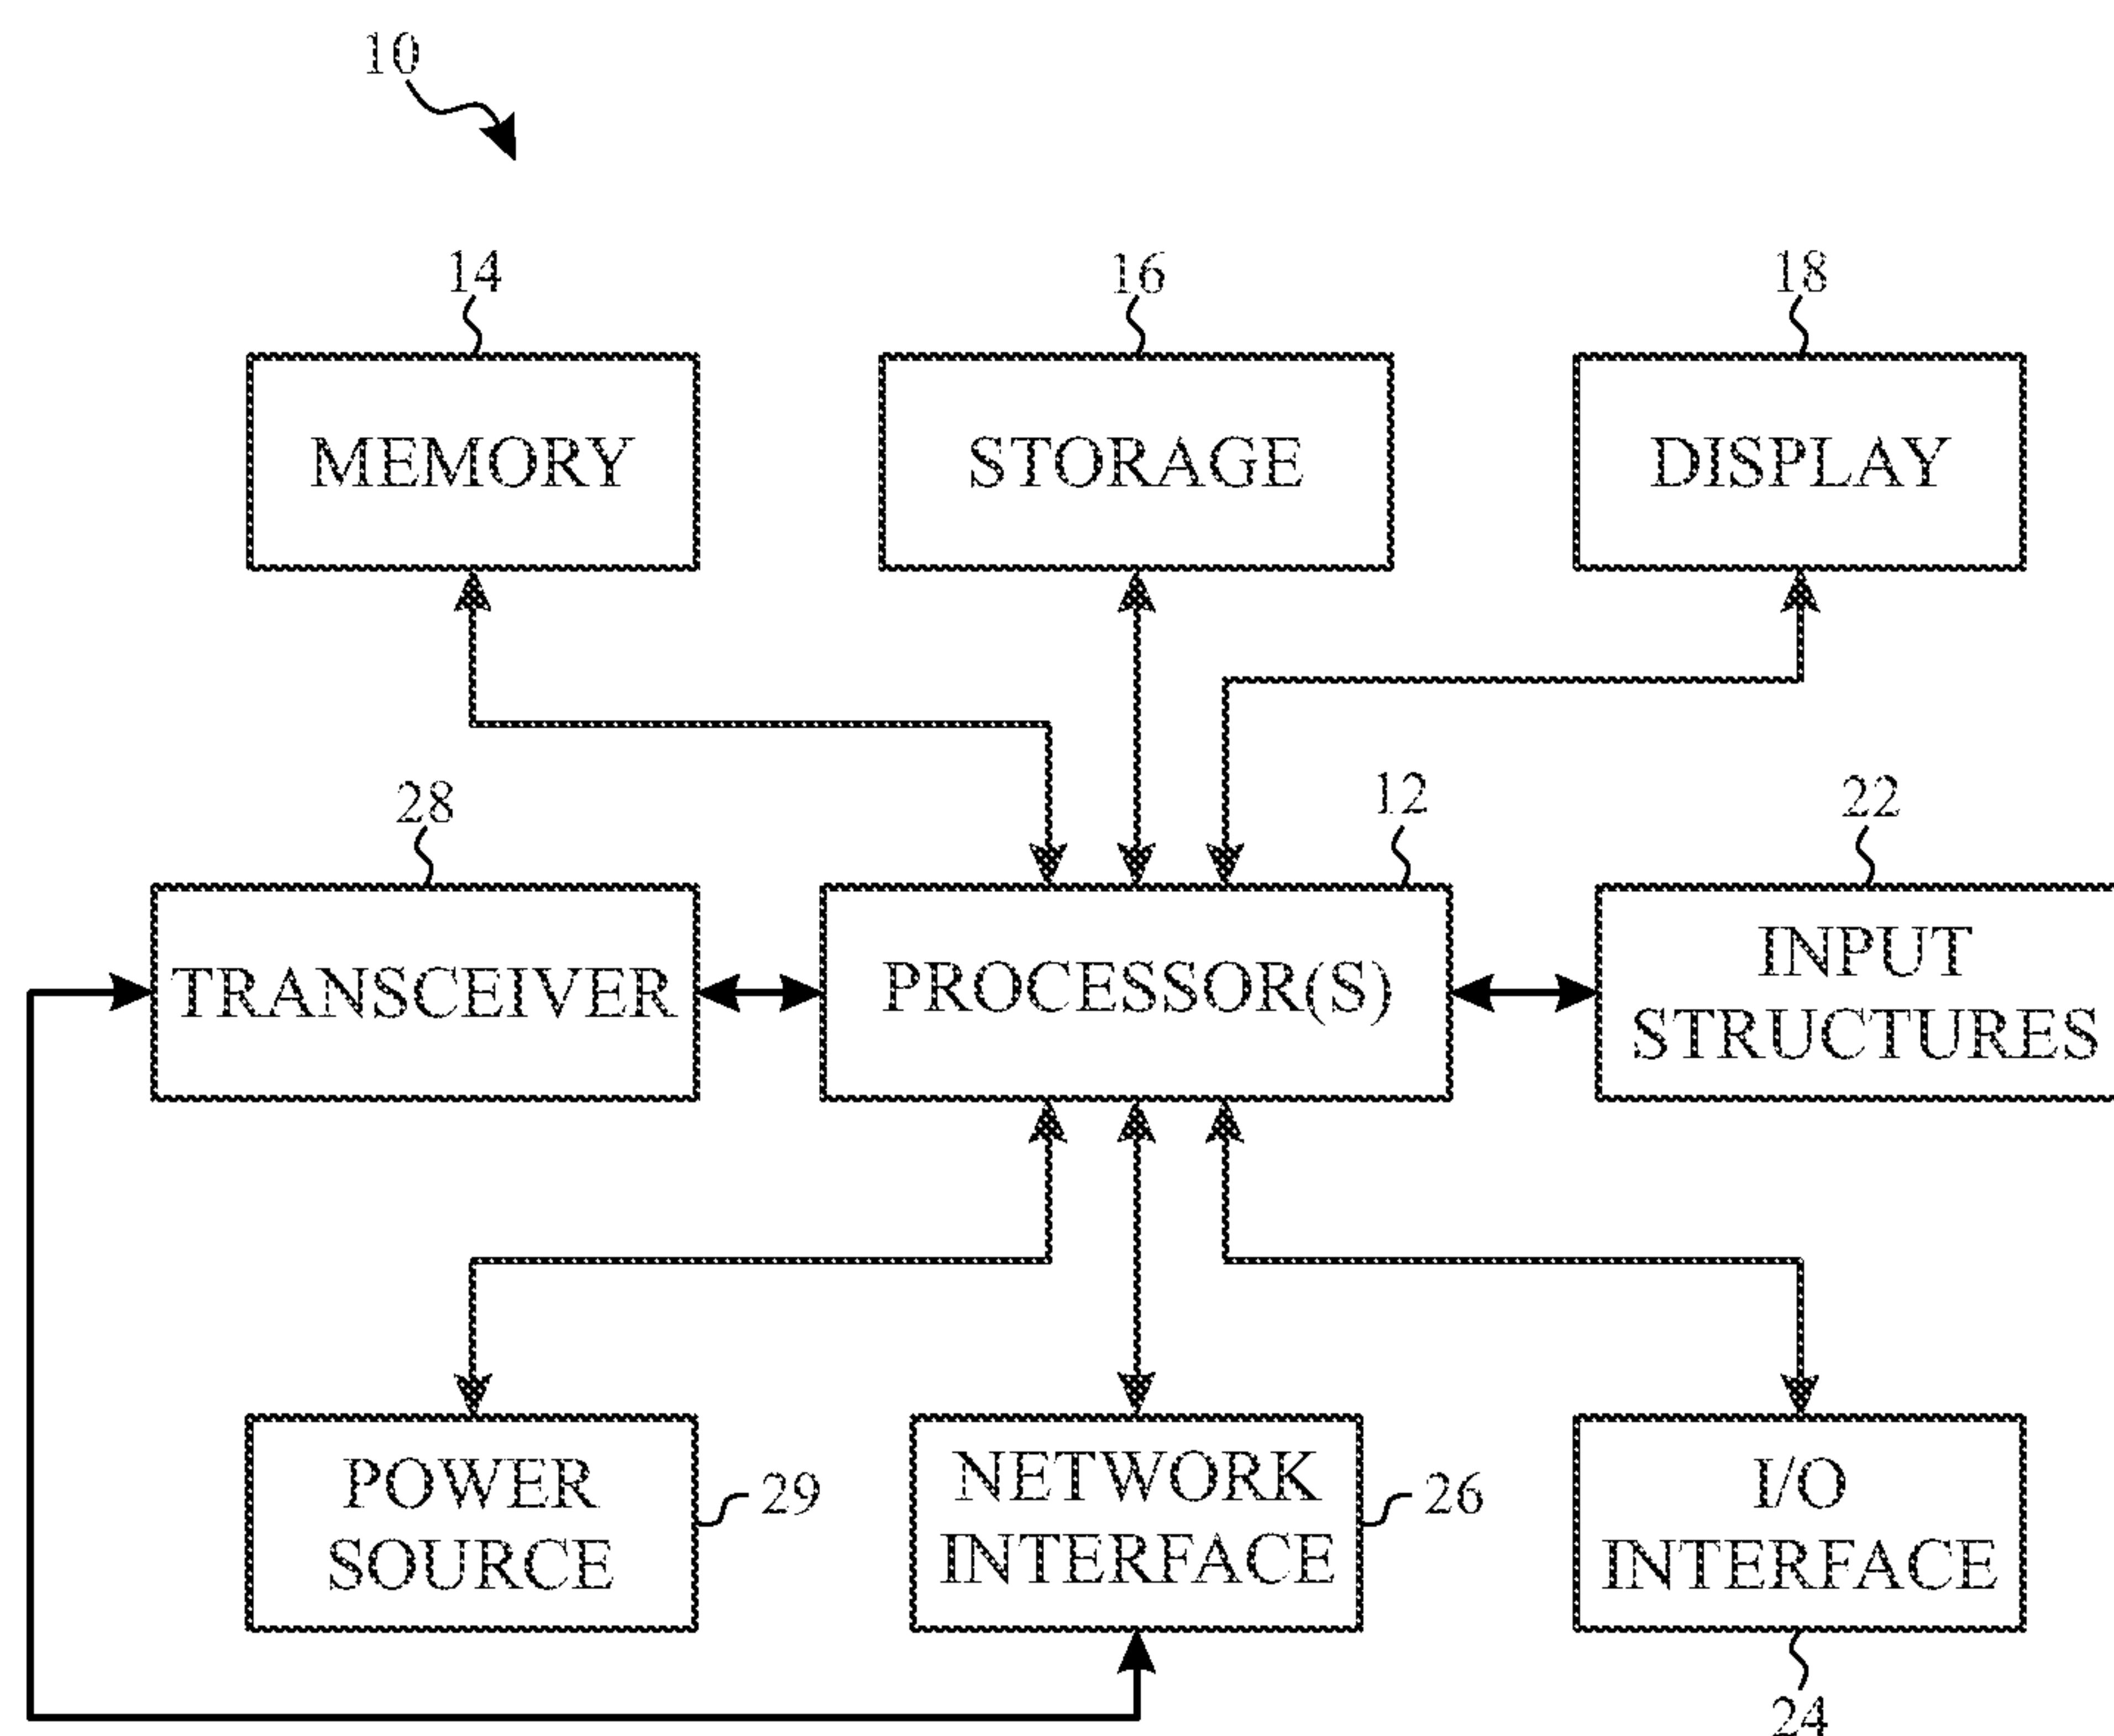 10
14
16
18
MEMORY
STORAGE
DISPLAY
28
12
22
TRANSCEIVER
PROCESSOR(S)
INPUT
STRUCTURES
POWER
SOURCE
29
NETWORK
INTERFACE
26
I/O
INTERFACE
24